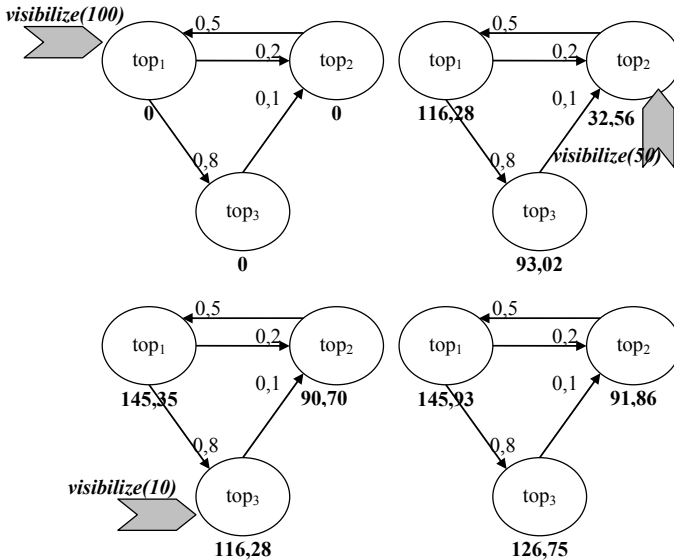 visibilize(100)
0,5
top₁
0,2
top₂
0
0,1
0
0,8
top₃
0
0,5
top₁
0,2
top₂
116,28
0,1
32,56
0,8
visibilize(50)
top₃
93,02
0,5
top₁
0,2
top₂
145,35
0,1
90,70
0,8
visibilize(10)
top₃
116,28
0,5
top₁
0,2
top₂
145,93
0,1
91,86
0,8
top₃
126,75